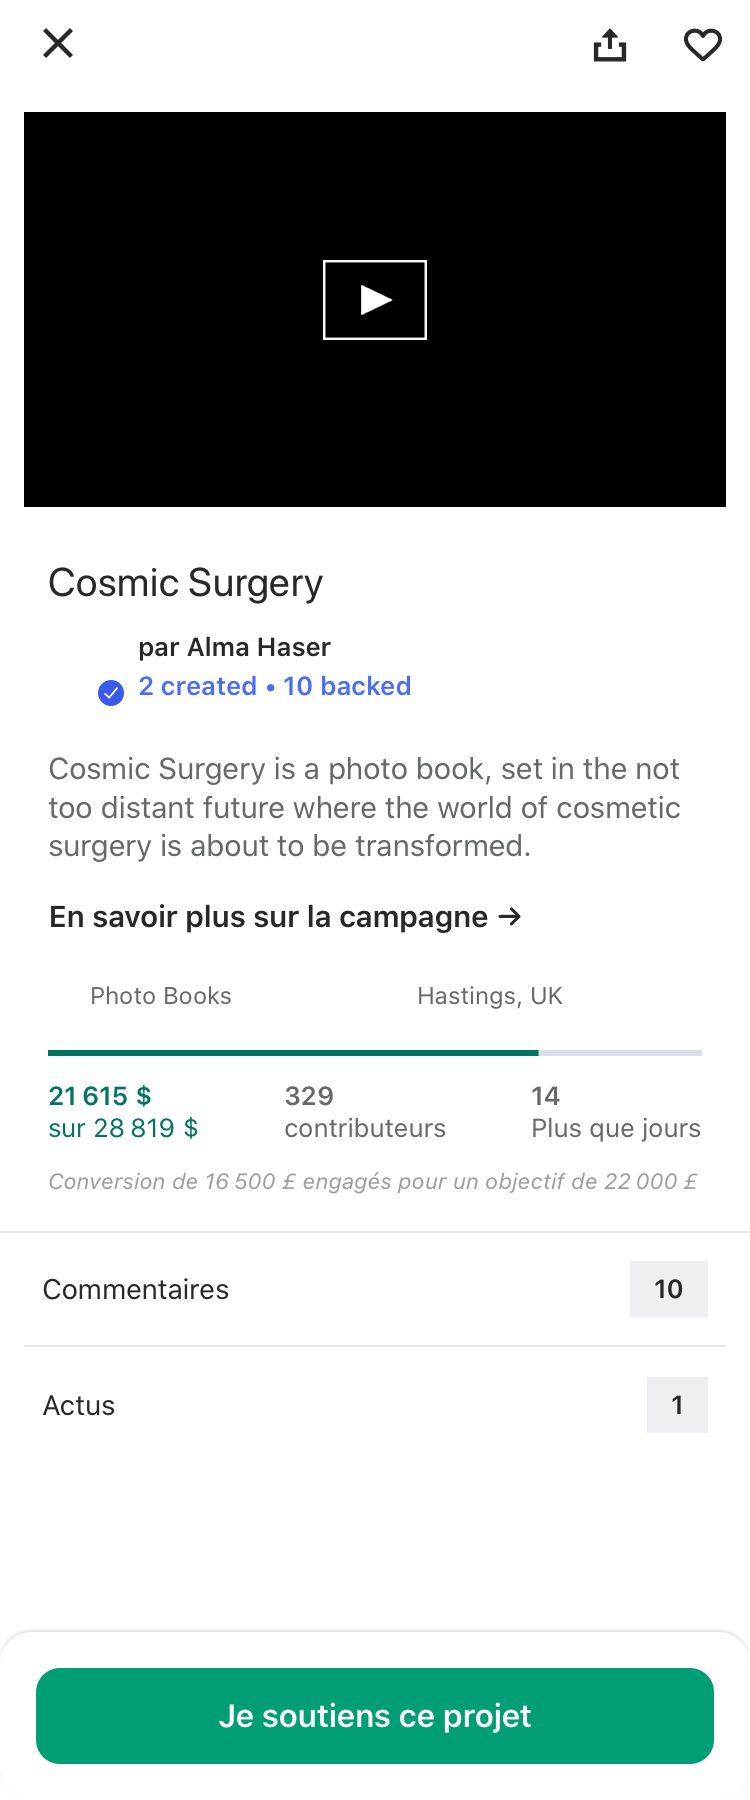 Cosmic Surgery
par Alma Haser
2 created • 10 backed
Cosmic Surgery is a photo book, set in the not
too distant future where the world of cosmetic
surgery is about to be transformed.
En savoir plus sur la campagne →
Photo Books
Hastings, UK
21 615 $
sur 28 819 $
329
contributeurs
14
Plus que jours
Conversion de 16 500 £ engagés pour un objectif de 22 000 £
Commentaires
10
Actus
1
Je soutiens ce projet